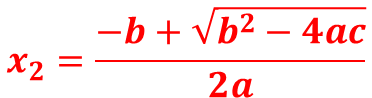 x₂ = (-b + √(b² − 4ac)) / (2a)